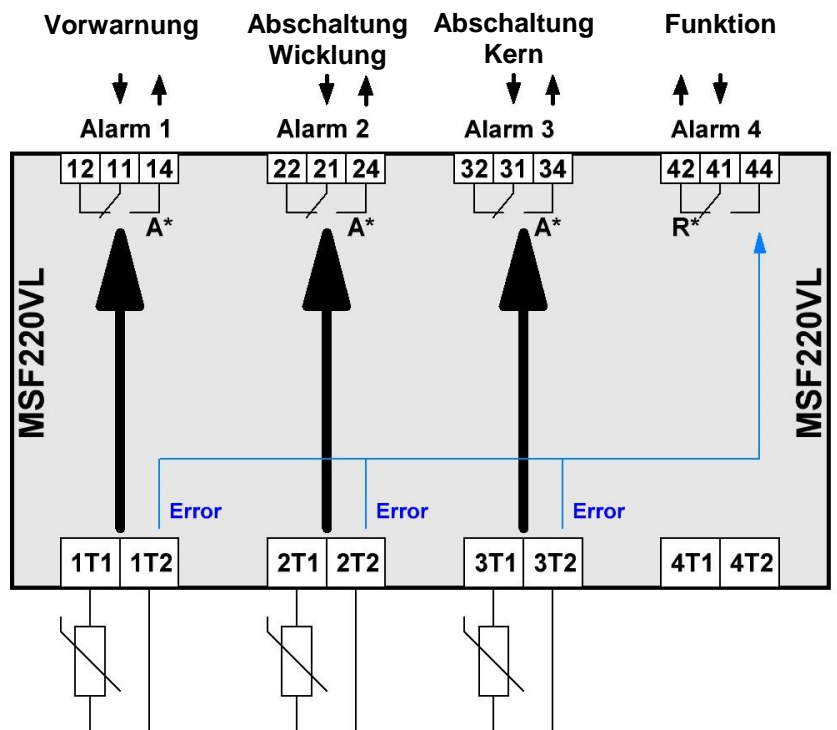 Vorwarnung Abschaltung Wicklung Abschaltung Kern Funktion
Alarm 1 Alarm 2 Alarm 3 Alarm 4
12 11 14 22 21 24 32 31 34 42 41 44
A* A* A* R*
MSF220VL MSF220VL
Error Error Error
1T1 1T2 2T1 2T2 3T1 3T2 4T1 4T2